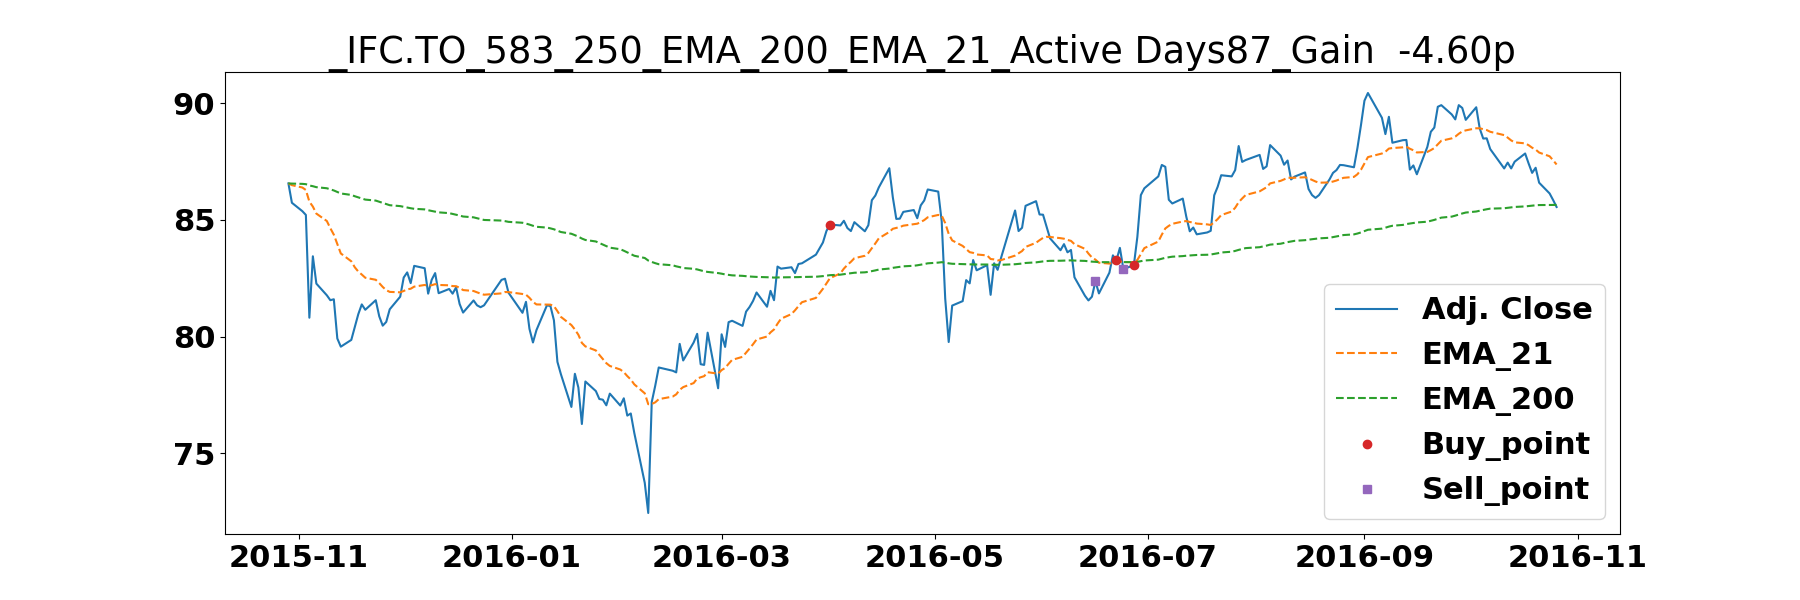 _IFC.TO_583_250_EMA_200_EMA_21_Active Days87_Gain  -4.60p
90
85
80
75
Adj. Close
EMA_21
EMA_200
Buy_point
Sell_point
2015-11 2016-01 2016-03 2016-05 2016-07 2016-09 2016-11